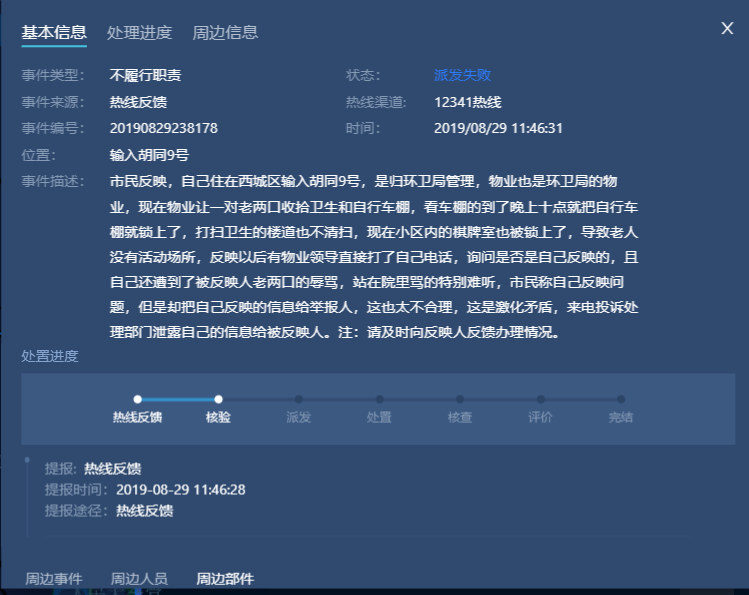 基本信息 处理进度 周边信息 X
事件类型： 不履行职责 状态： 派发失败
事件来源： 热线反馈 热线渠道： 12341热线
事件编号： 20190829238178 时间： 2019/08/29 11:46:31
位置： 输入胡同9号
事件描述： 市民反映，自己住在西城区输入胡同9号，是归环卫局管理，物业也是环卫局的物
业，现在物业让一对老两口收拾卫生和自行车棚，看车棚的到了晚上十点就把自行车
棚就锁上了，打扫卫生的楼道也不清扫，现在小区内的棋牌室也被锁上了，导致老人
没有活动场所，反映以后有物业领导直接打了自己电话，询问是否是自己反映的，且
自己还遭到了被反映人老两口的辱骂，站在院里骂的特别难听，市民称自己反映问
题，但是却把自己反映的信息给举报人，这也太不合理，这是激化矛盾，来电投诉处
理部门泄露自己的信息给被反映人。注：请及时向反映人反馈办理情况。
处置进度
热线反馈 核验 派发 处置 核查 评价 完结
提报: 热线反馈
提报时间: 2019-08-29 11:46:28
提报途径: 热线反馈
周边事件 周边人员 周边部件